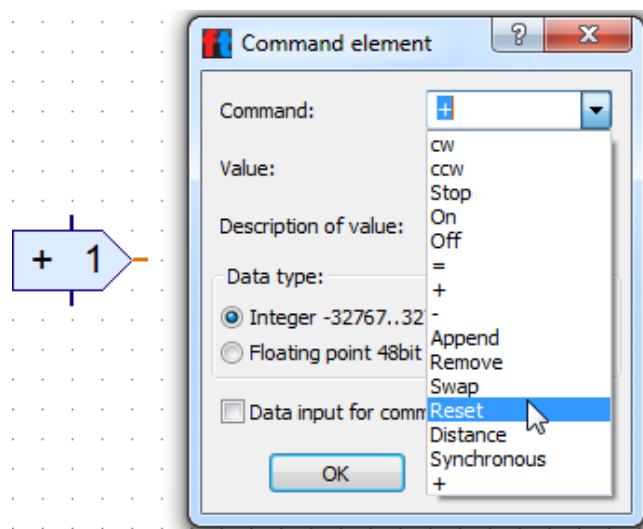 ft Command element
?
Command: +
cw
ccw
Stop
On
Off
=
+
-
Append
Remove
Swap
Reset
Distance
Synchronous
+
Value:
Description of value:
Data type:
Integer -32767..32
Floating point 48bit
Data input for comm
OK
+ 1